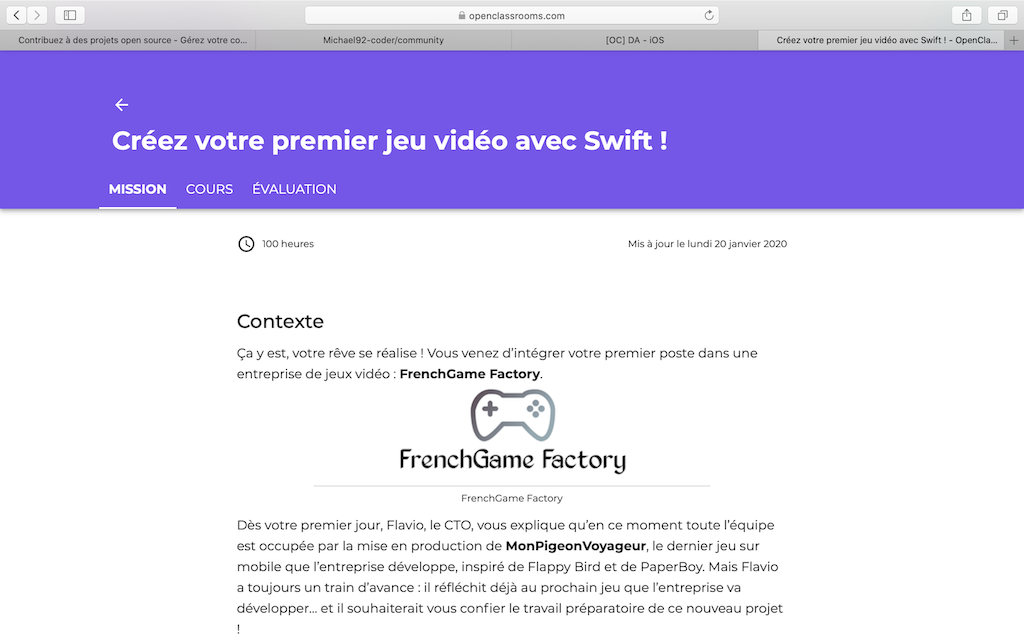 openclassrooms.com
Contribuez à des projets open source - Gérez votre co...
Michael92-coder/community
[OC] DA - iOS
Créez votre premier jeu vidéo avec Swift ! - OpenCla...
Créez votre premier jeu vidéo avec Swift !
MISSION COURS ÉVALUATION
100 heures
Mis à jour le lundi 20 janvier 2020
Contexte
Ça y est, votre rêve se réalise ! Vous venez d’intégrer votre premier poste dans une
entreprise de jeux vidéo : FrenchGame Factory.
FrenchGame Factory
FrenchGame Factory
Dès votre premier jour, Flavio, le CTO, vous explique qu’en ce moment toute l’équipe
est occupée par la mise en production de MonPigeonVoyageur, le dernier jeu sur
mobile que l’entreprise développe, inspiré de Flappy Bird et de PaperBoy. Mais Flavio
a toujours un train d’avance : il réfléchit déjà au prochain jeu que l’entreprise va
développer... et il souhaiterait vous confier le travail préparatoire de ce nouveau projet
!